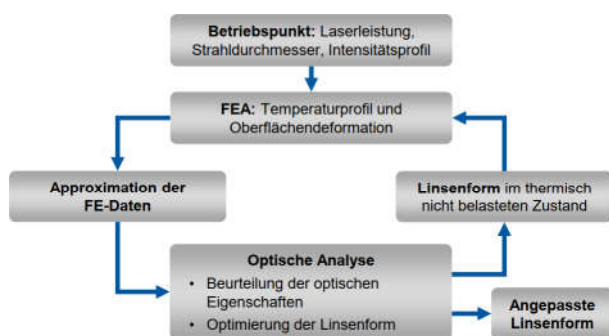 Betriebspunkt: Laserleistung,
Strahldurchmesser, Intensitätsprofil
FEA: Temperaturprofil und
Oberflächendeformation
Approximation der
FE-Daten
Linsenform im thermisch
nicht belasteten Zustand
Optische Analyse
• Beurteilung der optischen
Eigenschaften
• Optimierung der Linsenform
Angepasste
Linsenform